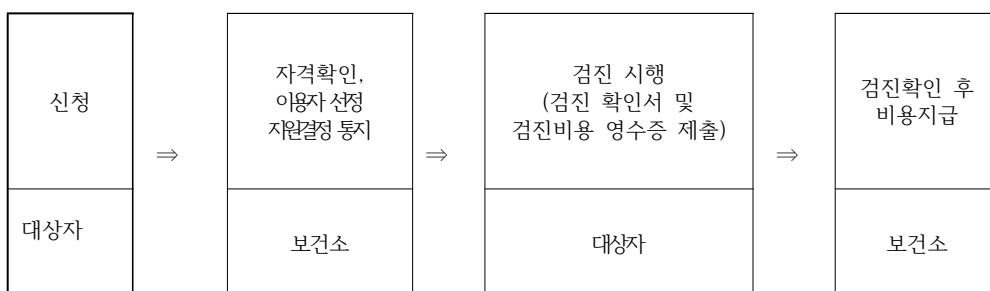 신청
대상자
⇒
자격확인,
이용자 선정
지원결정 통지
보건소
⇒
검진 시행
(검진 확인서 및
검진비용 영수증 제출)
대상자
⇒
검진확인 후
비용지급
보건소